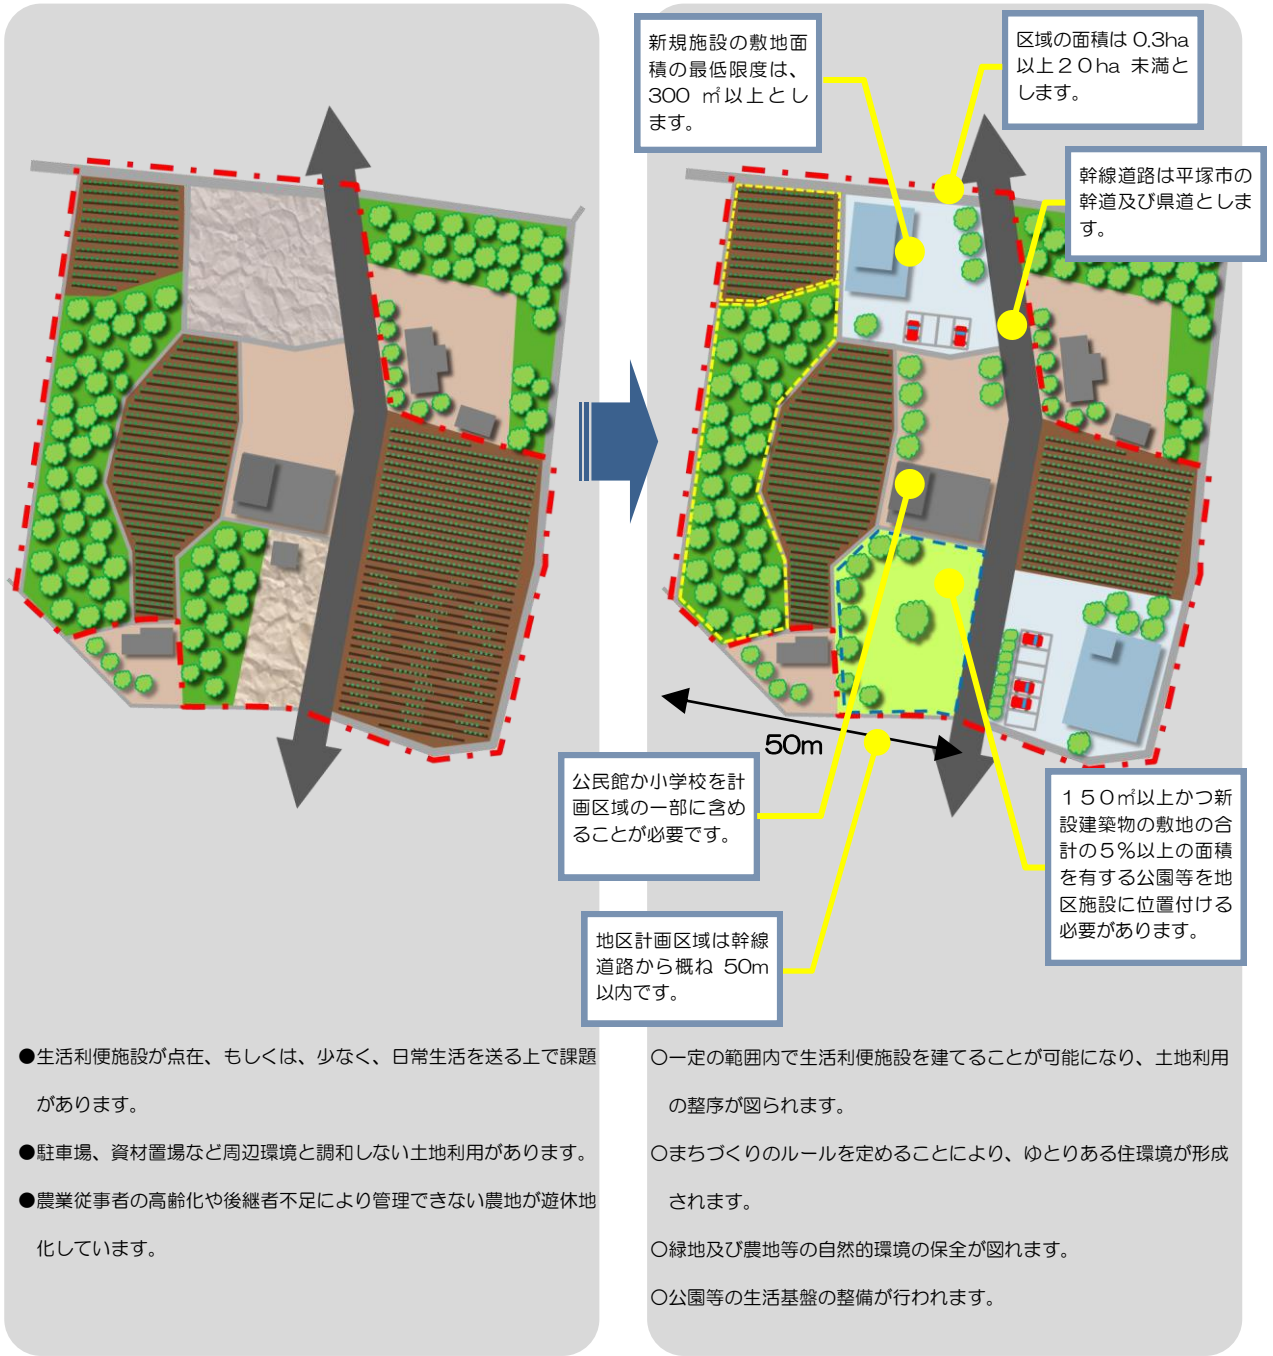 新規施設の敷地面
積の最低限度は、
300 ㎡以上とし
ます。
区域の面積は 0.3ha
以上２０ha 未満と
します。
幹線道路は平塚市の
幹道及び県道としま
す。
50m
公民館か小学校を計
画区域の一部に含め
ることが必要です。
地区計画区域は幹線
道路から概ね 50m
以内です。
１５０㎡以上かつ新
設建築物の敷地の合
計の５％以上の面積
を有する公園等を地
区施設に位置付ける
必要があります。
●生活利便施設が点在、もしくは、少なく、日常生活を送る上で課題
があります。
●駐車場、資材置場など周辺環境と調和しない土地利用があります。
●農業従事者の高齢化や後継者不足により管理できない農地が遊休地
化しています。
○一定の範囲内で生活利便施設を建てることが可能になり、土地利用
の整序が図られます。
○まちづくりのルールを定めることにより、ゆとりある住環境が形成
されます。
○緑地及び農地等の自然的環境の保全が図れます。
○公園等の生活基盤の整備が行われます。